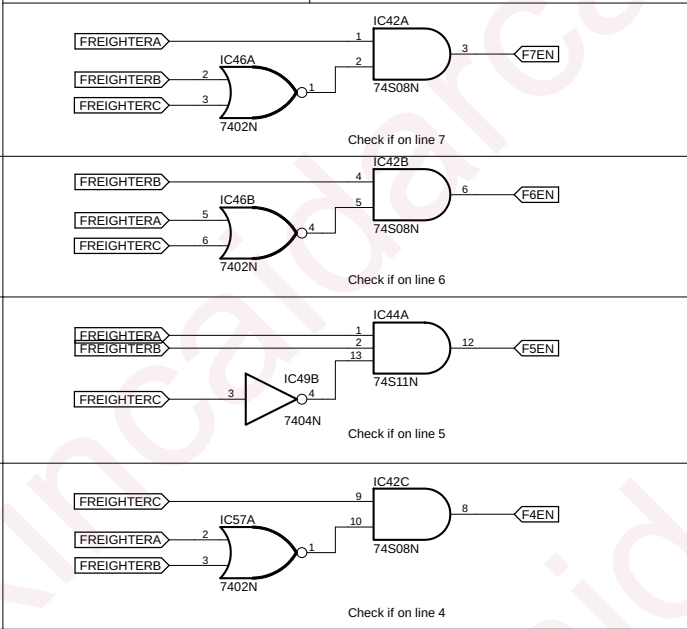 IC42A
FREIGHTERA 1
3 F7EN
IC46A
2
FREIGHTERB 2
1
74S08N
FREIGHTERC 3
7402N
Check if on line 7
IC42B
FREIGHTERB 4
6 F6EN
IC46B
5
FREIGHTERA 5
4
74S08N
FREIGHTERC 6
7402N
Check if on line 6
IC44A
FREIGHTERA 1
FREIGHTERB 2
12 F5EN
13
IC49B
74S11N
FREIGHTERC 3
4
7404N
Check if on line 5
IC42C
FREIGHTERC 9
8 F4EN
IC57A
10
FREIGHTERA 2
1
74S08N
FREIGHTERB 3
7402N
Check if on line 4